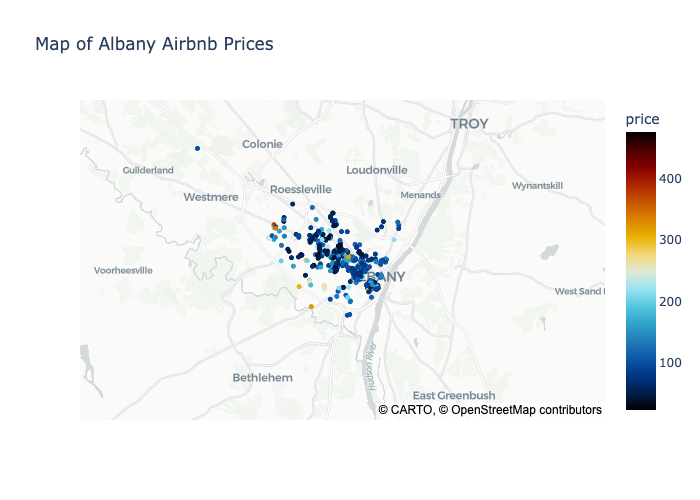 Map of Albany Airbnb Prices
price
TROY
Colonie
Guilderland
Loudonville
Roessleville
Westmere
Menands
Wynantskill
400
300
Voorheesville
BANY
West Sand
200
100
Hudson River
Bethlehem
East Greenbush
© CARTO, © OpenStreetMap contributors